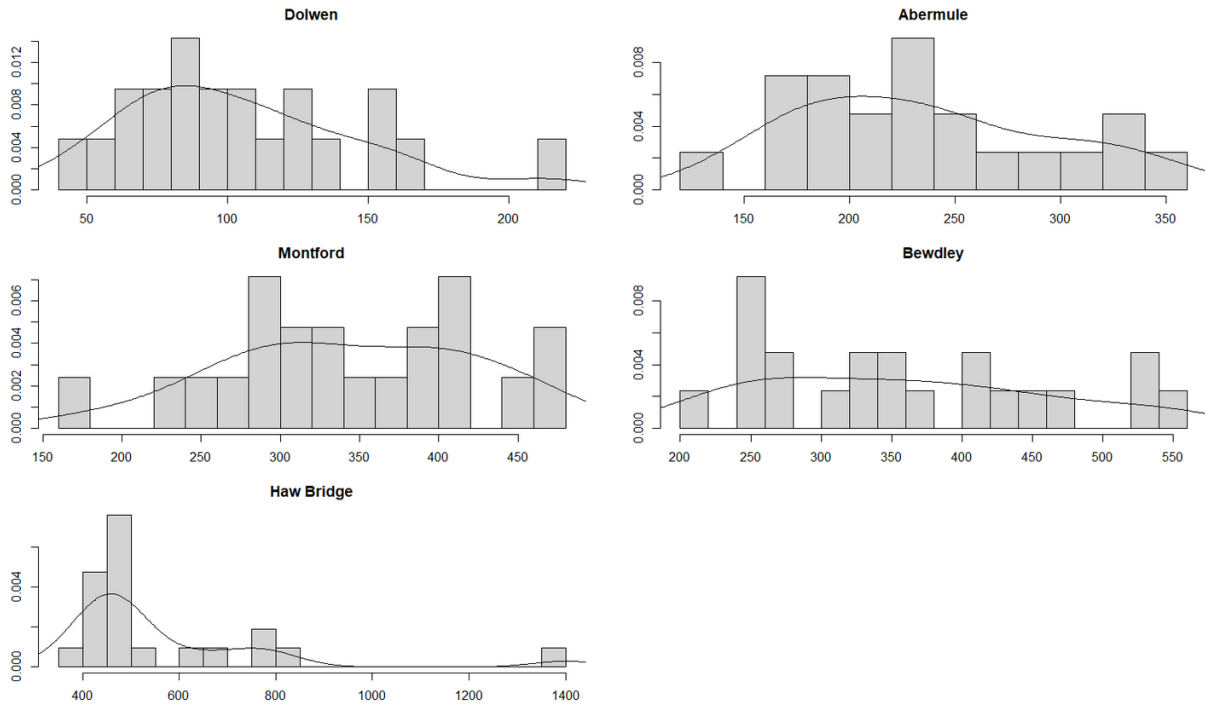 Dolwen
0.000 0.004 0.008 0.012
50 100 150 200
Abermule
0.000 0.004 0.008
150 200 250 300 350
Montford
0.000 0.002 0.004 0.006
150 200 250 300 350 400 450
Bewdley
0.000 0.004 0.008
200 250 300 350 400 450 500 550
Haw Bridge
0.000 0.004
400 600 800 1000 1200 1400